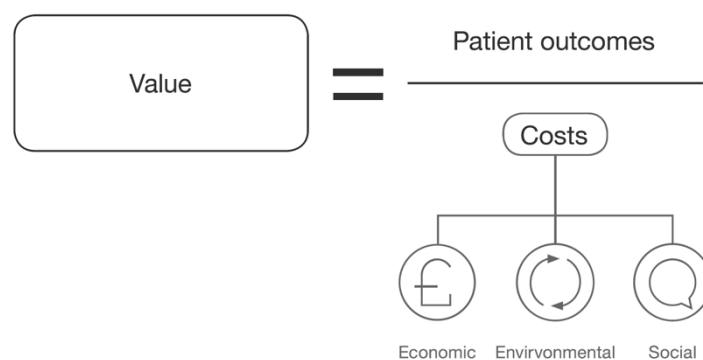 Value
=
Patient outcomes
Costs
£
Economic
Envirvonmental
Social